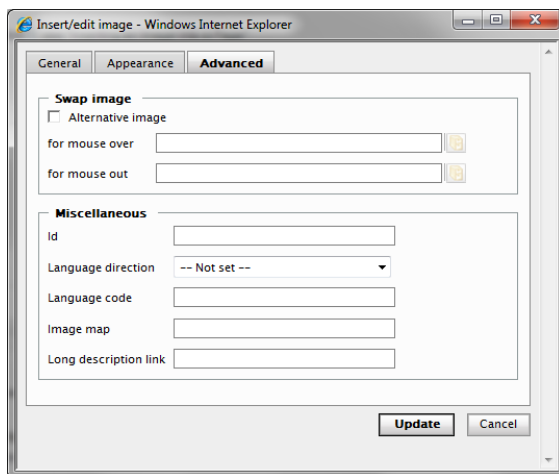 Insert/edit image - Windows Internet Explorer
General Appearance Advanced
Swap image
Alternative image
for mouse over
for mouse out
Miscellaneous
Id
Language direction -- Not set --
Language code
Image map
Long description link
Update Cancel